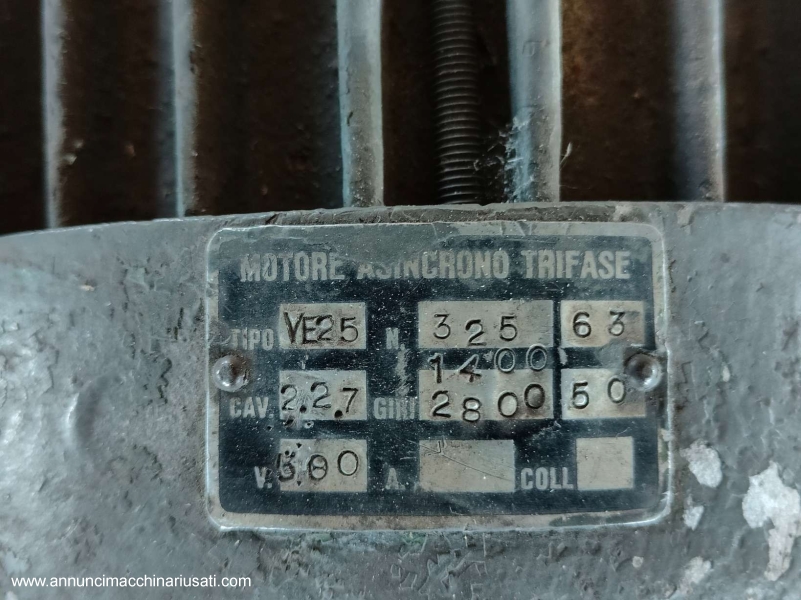 MOTORE ASINCRONO TRIFASE
TIPO VE25 N. 325 63
1400
CAV. 2.2.7 GIRI 2800 50
V. 380 A. COLL
www.annuncimacchinariusati.com